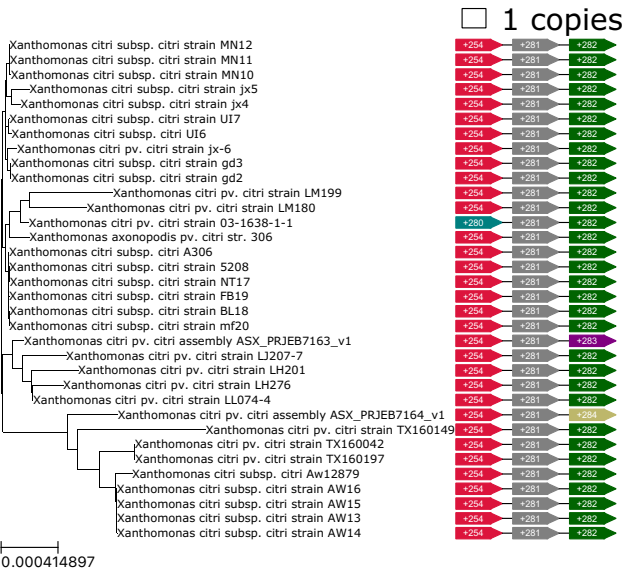 1 copies
Xanthomonas citri subsp. citri strain MN12 +254 +281 +282
Xanthomonas citri subsp. citri strain MN11 +254 +281 +282
Xanthomonas citri subsp. citri strain MN10 +254 +281 +282
Xanthomonas citri subsp. citri strain jx5 +254 +281 +282
Xanthomonas citri subsp. citri strain jx4 +254 +281 +282
Xanthomonas citri subsp. citri strain UI7 +254 +281 +282
Xanthomonas citri subsp. citri UI6 +254 +281 +282
Xanthomonas citri pv. citri strain jx-6 +254 +281 +282
Xanthomonas citri subsp. citri strain gd3 +254 +281 +282
Xanthomonas citri subsp. citri strain gd2 +254 +281 +282
Xanthomonas citri pv. citri strain LM199 +254 +281 +282
Xanthomonas citri pv. citri strain LM180 +254 +281 +282
Xanthomonas citri pv. citri strain 03-1638-1-1 +280 +281 +282
Xanthomonas axonopodis pv. citri str. 306 +254 +281 +282
Xanthomonas citri subsp. citri A306 +254 +281 +282
Xanthomonas citri subsp. citri strain 5208 +254 +281 +282
Xanthomonas citri subsp. citri strain NT17 +254 +281 +282
Xanthomonas citri subsp. citri strain FB19 +254 +281 +282
Xanthomonas citri subsp. citri strain BL18 +254 +281 +282
Xanthomonas citri subsp. citri strain mf20 +254 +281 +282
Xanthomonas citri pv. citri assembly ASX_PRJEB7163_v1 +254 +281 +283
Xanthomonas citri pv. citri strain LJ207-7 +254 +281 +282
Xanthomonas citri pv. citri strain LH201 +254 +281 +282
Xanthomonas citri pv. citri strain LH276 +254 +281 +282
Xanthomonas citri pv. citri strain LL074-4 +254 +281 +282
Xanthomonas citri pv. citri assembly ASX_PRJEB7164_v1 +254 +281 +284
Xanthomonas citri pv. citri strain TX160149 +254 +281 +282
Xanthomonas citri pv. citri strain TX160042 +254 +281 +282
Xanthomonas citri pv. citri strain TX160197 +254 +281 +282
Xanthomonas citri subsp. citri Aw12879 +254 +281 +282
Xanthomonas citri subsp. citri strain AW16 +254 +281 +282
Xanthomonas citri subsp. citri strain AW15 +254 +281 +282
Xanthomonas citri subsp. citri strain AW13 +254 +281 +282
Xanthomonas citri subsp. citri strain AW14 +254 +281 +282
0.000414897